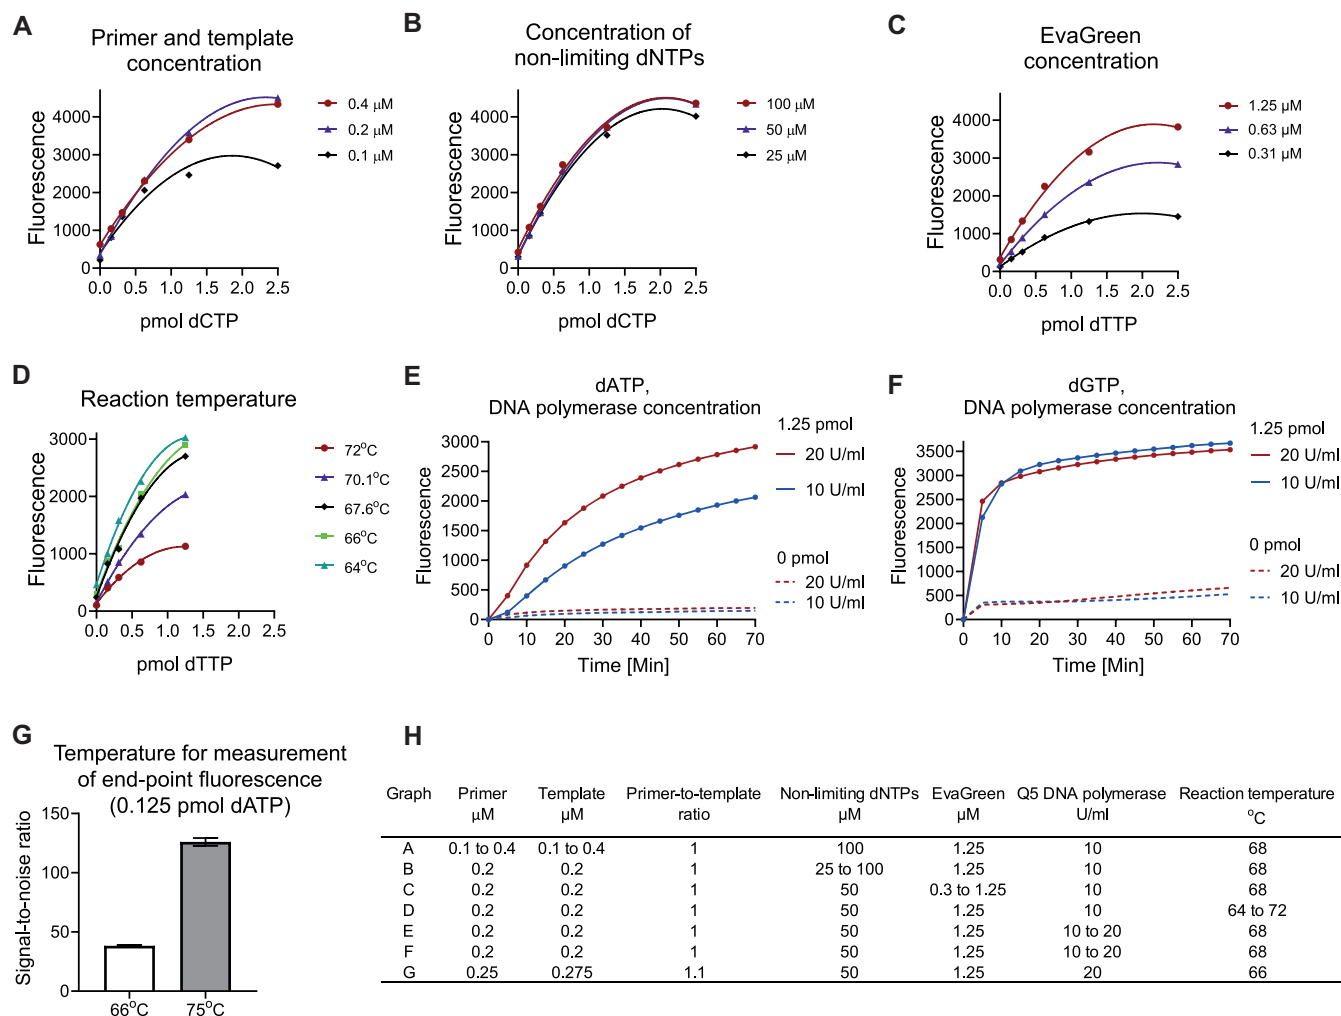 A
Primer and template
concentration
Fluorescence
4000
3000
2000
1000
0
0.0 0.5 1.0 1.5 2.0 2.5
pmol dCTP
0.4 µM
0.2 µM
0.1 µM
B
Concentration of
non-limiting dNTPs
Fluorescence
4000
3000
2000
1000
0
0.0 0.5 1.0 1.5 2.0 2.5
pmol dCTP
100 µM
50 µM
25 µM
C
EvaGreen
concentration
Fluorescence
4000
3000
2000
1000
0
0.0 0.5 1.0 1.5 2.0 2.5
pmol dTTP
1.25 µM
0.63 µM
0.31 µM
D
Reaction temperature
Fluorescence
3000
2000
1000
0
0.0 0.5 1.0 1.5 2.0
pmol dTTP
72°C
70.1°C
67.6°C
66°C
64°C
E
dATP,
DNA polymerase concentration
Fluorescence
3000
2500
2000
1500
1000
500
0
0 10 20 30 40 50 60 70
Time [Min]
1.25 pmol
20 U/ml
10 U/ml
0 pmol
20 U/ml
10 U/ml
F
dGTP,
DNA polymerase concentration
Fluorescence
3500
3000
2500
2000
1500
1000
500
0
0 10 20 30 40 50 60 70
Time [Min]
1.25 pmol
20 U/ml
10 U/ml
0 pmol
20 U/ml
10 U/ml
G
Temperature for measurement
of end-point fluorescence
(0.125 pmol dATP)
Signal-to-noise ratio
150
100
50
0
66°C 75°C
H
Graph Primer Template Primer-to-template Non-limiting dNTPs EvaGreen Q5 DNA polymerase Reaction temperature
µM µM ratio µM µM U/ml °C
A 0.1 to 0.4 0.1 to 0.4 1 100 1.25 10 68
B 0.2 0.2 1 25 to 100 1.25 10 68
C 0.2 0.2 1 50 0.3 to 1.25 10 68
D 0.2 0.2 1 50 1.25 10 64 to 72
E 0.2 0.2 1 50 1.25 10 to 20 68
F 0.2 0.2 1 50 1.25 10 to 20 68
G 0.25 0.275 1.1 50 1.25 20 66